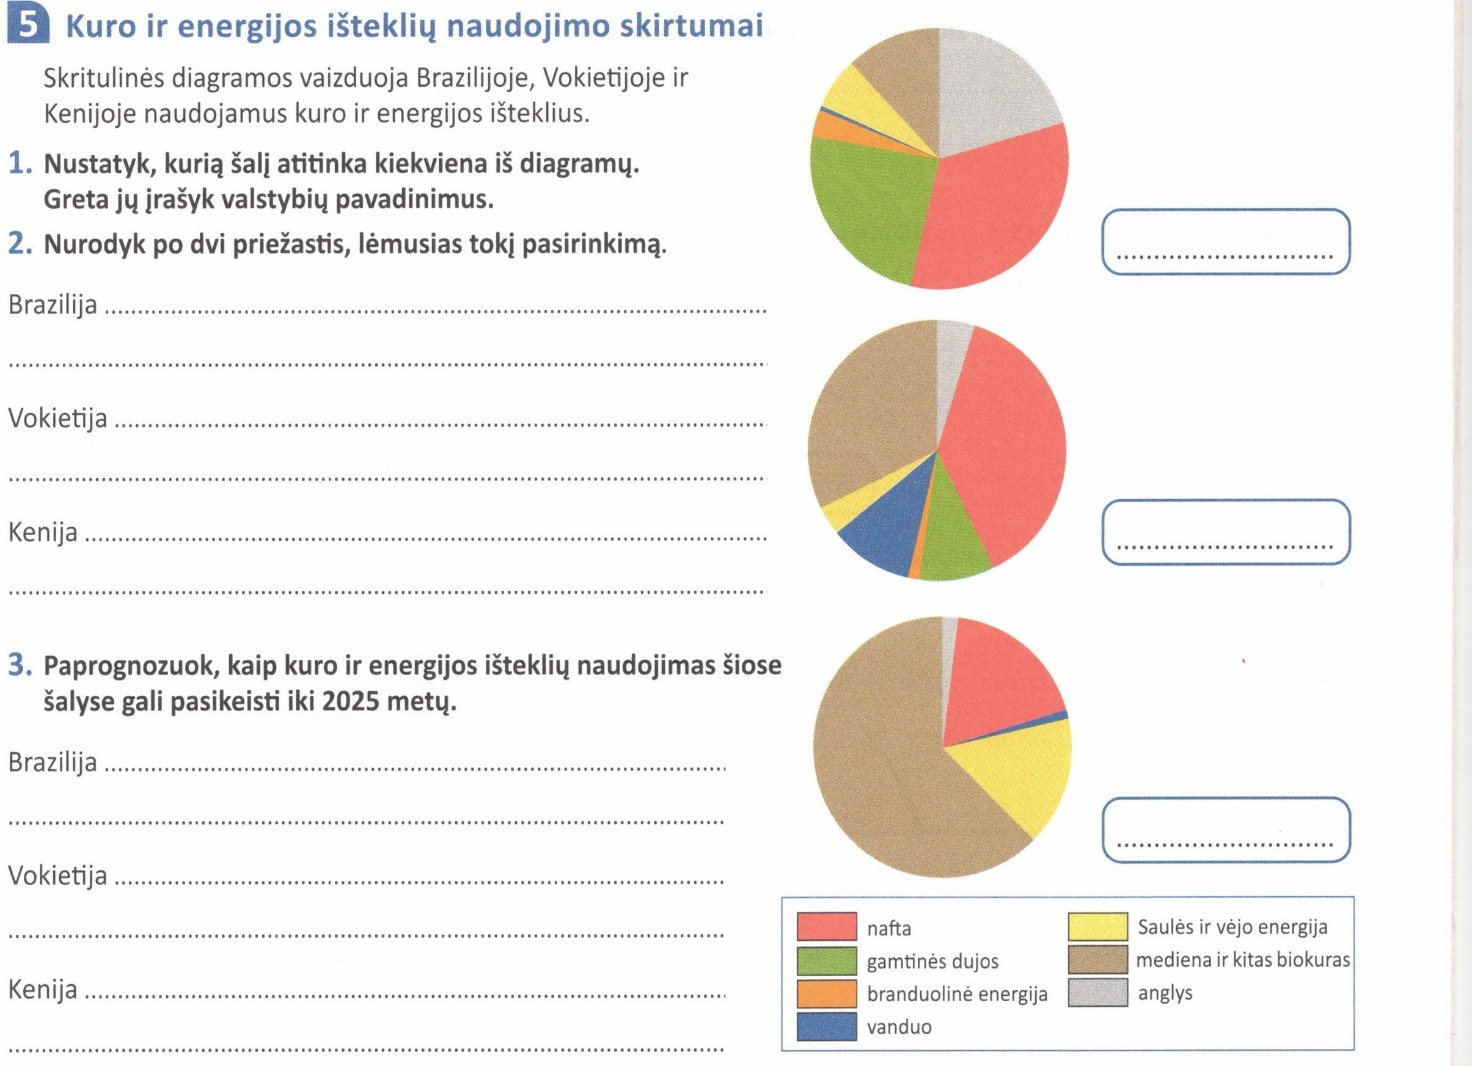 5 Kuro ir energijos išteklių naudojimo skirtumai
Skritulinės diagramos vaizduoja Brazilijoje, Vokietijoje ir
Kenijoje naudojamus kuro ir energijos išteklius.
1. Nustatyk, kurią šalį atitinka kiekviena iš diagramų.
Greta jų įrašyk valstybių pavadinimus.
2. Nurodyk po dvi priežastis, lėmusias tokį pasirinkimą.
Brazilija
Vokietija
Kenija
3. Paprognozuok, kaip kuro ir energijos išteklių naudojimas šiose
šalyse gali pasikeisti iki 2025 metų.
Brazilija
Vokietija
Kenija
nafta
gamtinės dujos
branduolinė energija
vanduo
Saulės ir vėjo energija
mediena ir kitas biokuras
anglys